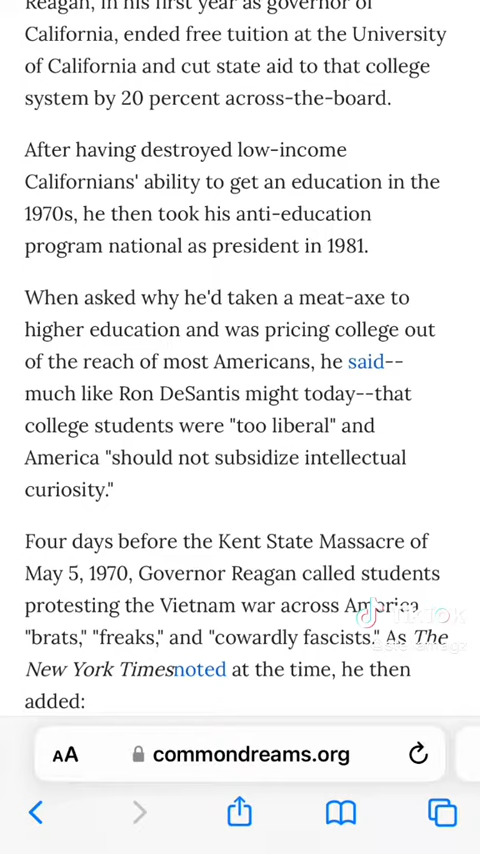 Reagan, in his first year as governor of
California, ended free tuition at the University
of California and cut state aid to that college
system by 20 percent across-the-board.
After having destroyed low-income
Californians' ability to get an education in the
1970s, he then took his anti-education
program national as president in 1981.
When asked why he'd taken a meat-axe to
higher education and was pricing college out
of the reach of most Americans, he said--
much like Ron DeSantis might today--that
college students were "too liberal" and
America "should not subsidize intellectual
curiosity."
Four days before the Kent State Massacre of
May 5, 1970, Governor Reagan called students
protesting the Vietnam war across America
"brats," "freaks," and "cowardly fascists." As The
New York Timesnoted at the time, he then
added:
TikTok
AA commondreams.org